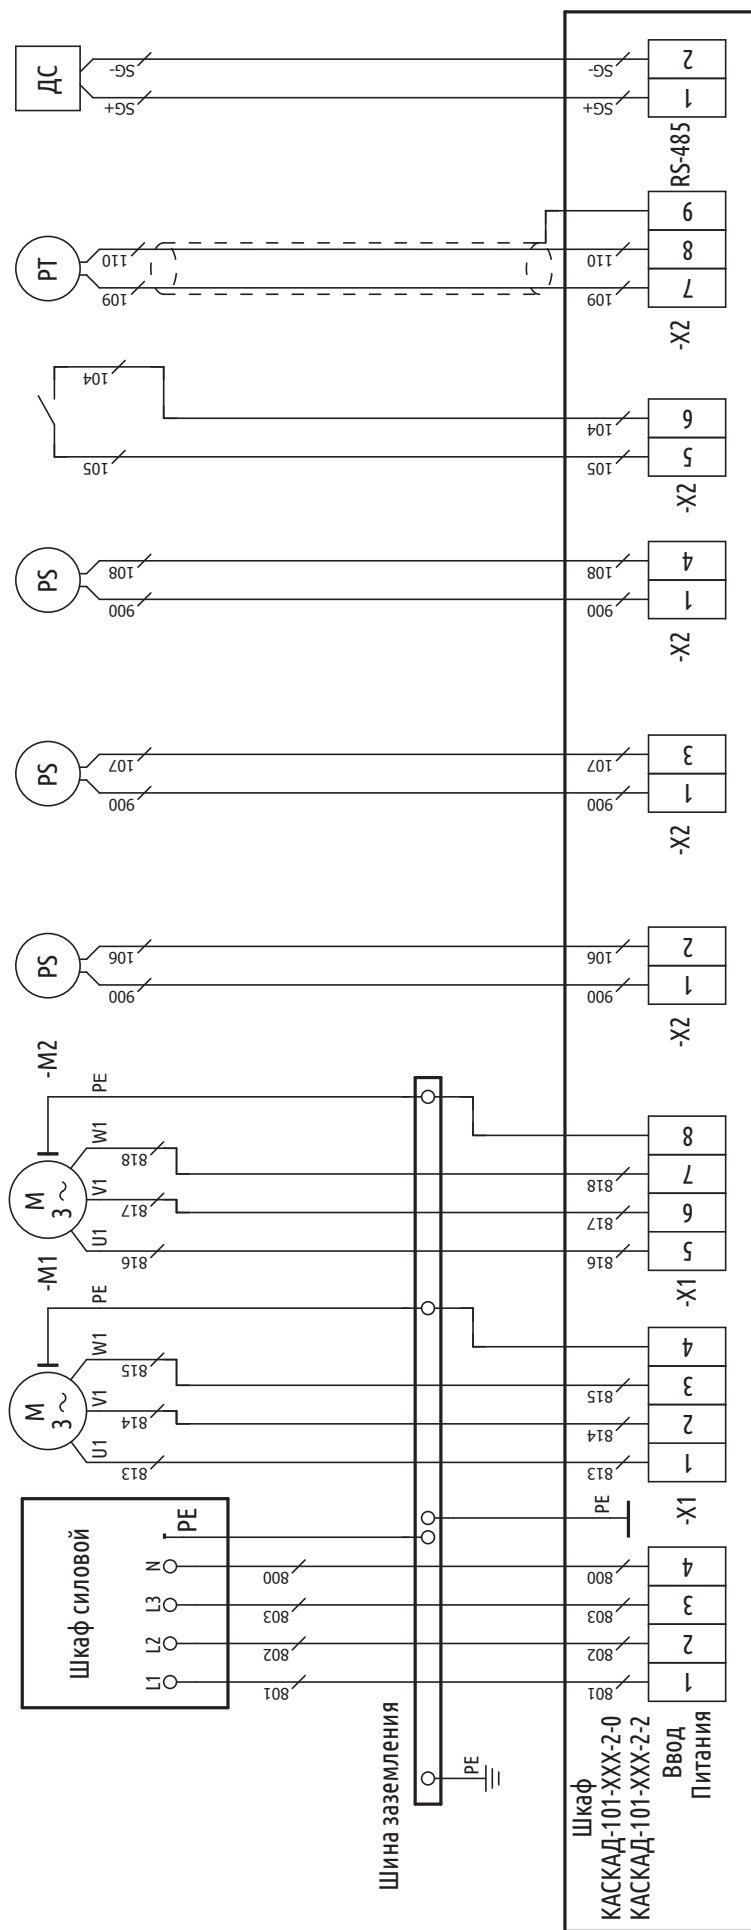 Шкаф силовой
L1 L2 L3 N PE
-M1
M
3 ~
U1 V1 W1 PE
-M2
M
3 ~
U1 V1 W1 PE
PS
PS
PS
PT
ДС
801 802 803 800
813 814 815
816 817 818
900 106
900 107
900 108
105 104
109 110
SG+ SG-
Шина заземления
PE
Шкаф
КАСКАД-101-XXX-2-0
КАСКАД-101-XXX-2-2
801 802 803 800
PE
813 814 815
816 817 818
900 106
900 107
900 108
105 104
109 110
SG+ SG-
Ввод
Питания
1 2 3 4
-X1
1 2 3 4
-X1
5 6 7 8
-X2
1 2
-X2
1 3
-X2
1 4
-X2
5 6
-X2
7 8 9
RS-485
1 2